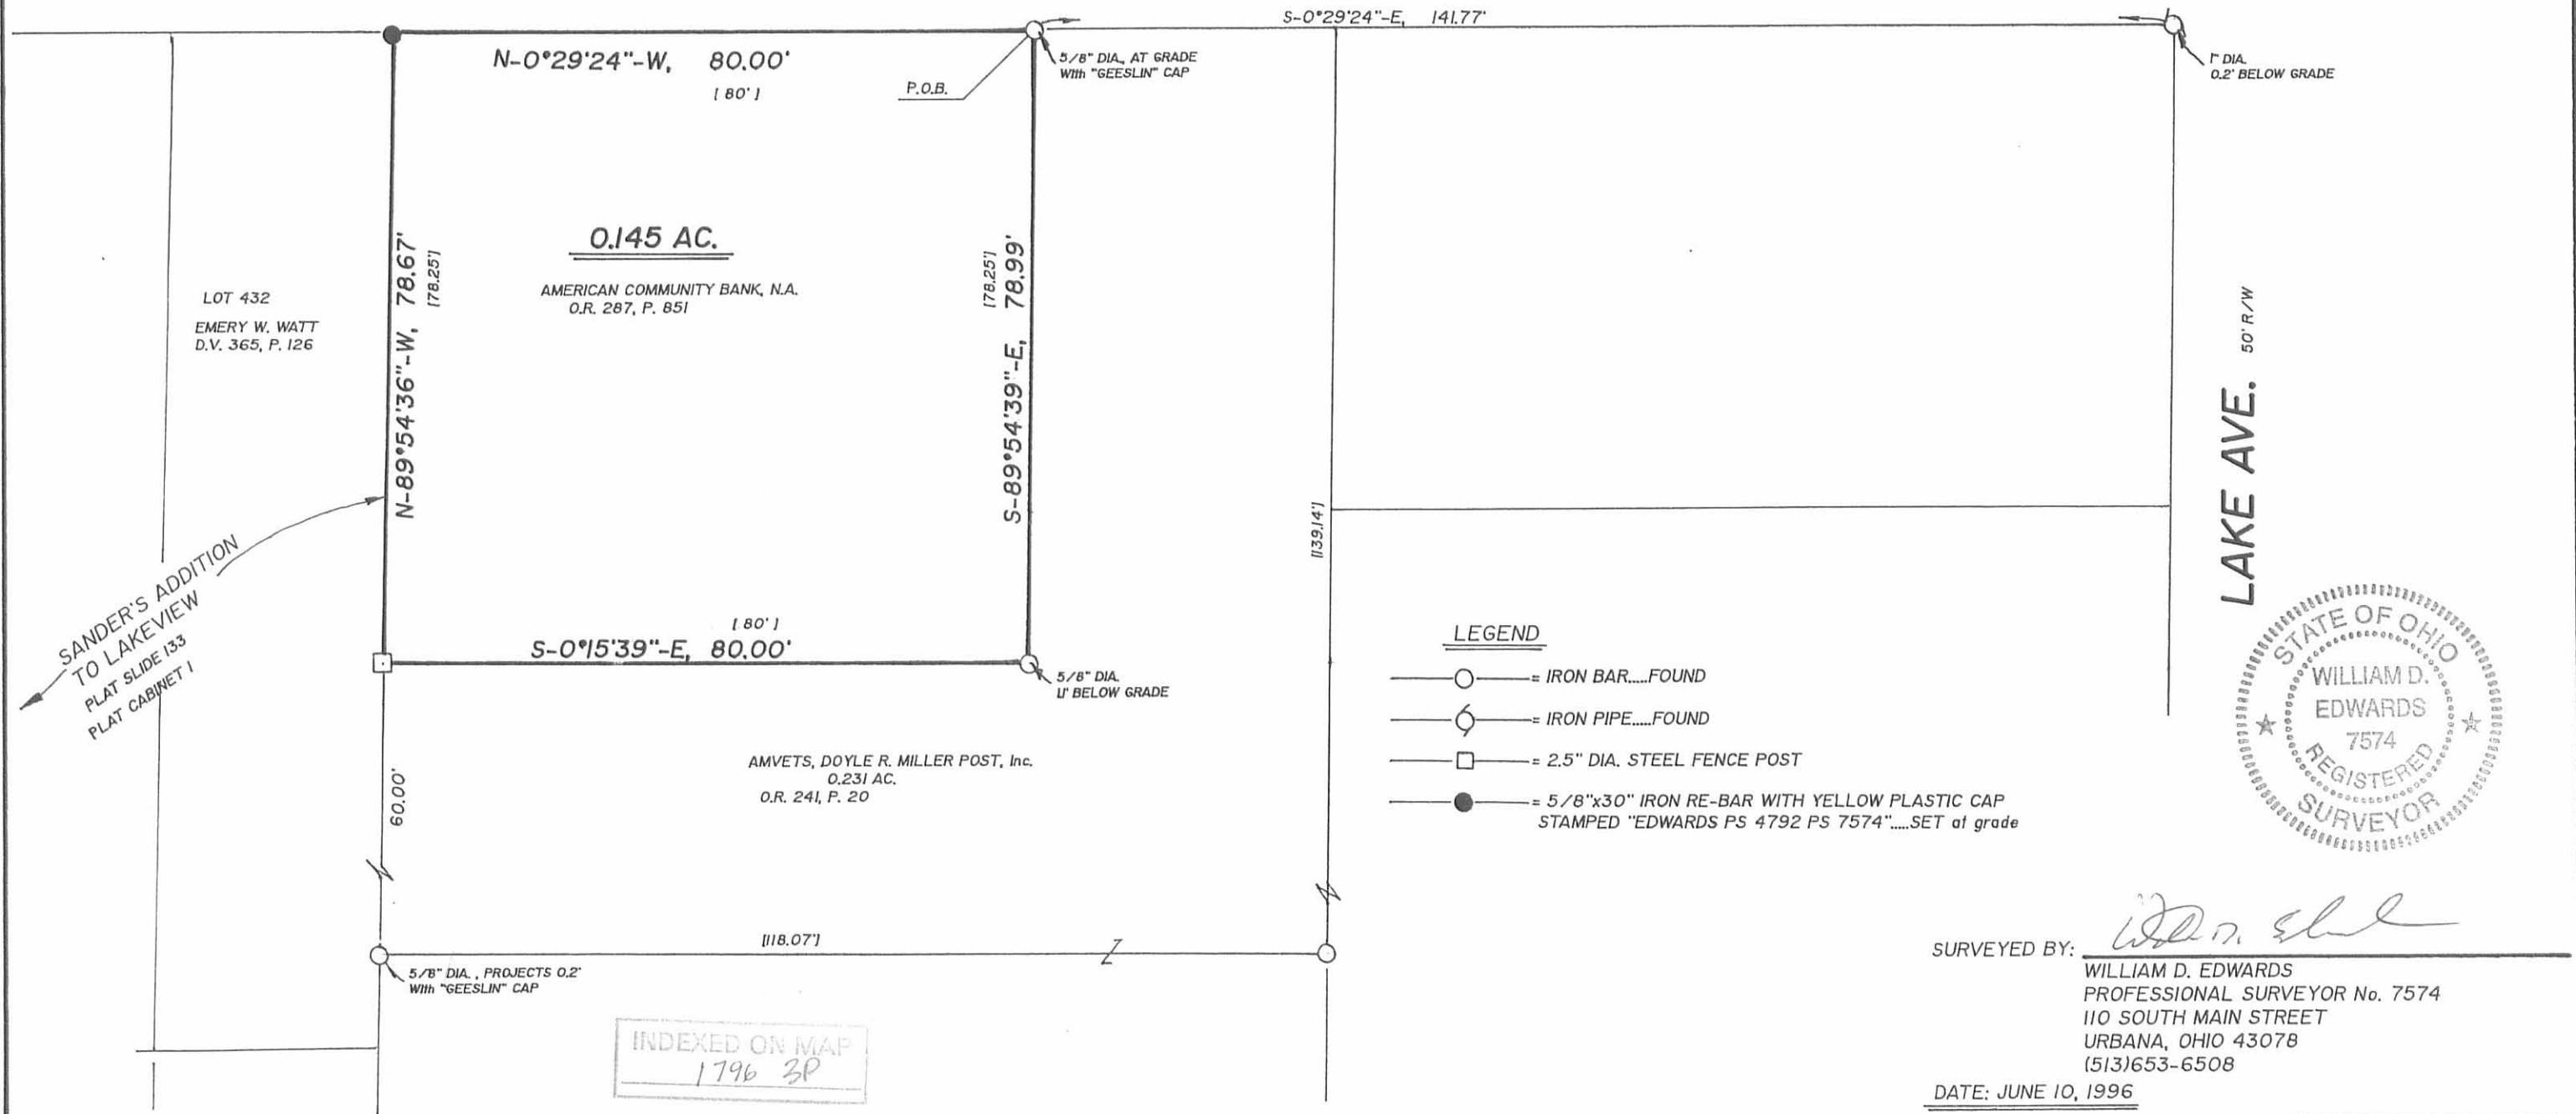 S-0°29'24"-E, 141.77'
N-0°29'24"-W, 80.00'
[ 80' ]
P.O.B.
5/8" DIA., AT GRADE
With "GEESLIN" CAP
1" DIA.
0.2' BELOW GRADE
0.145 AC.
AMERICAN COMMUNITY BANK, N.A.
O.R. 287, P. 851
LOT 432
EMERY W. WATT
D.V. 365, P. 126
N-89°54'36"-W, 78.67'
[78.25']
[78.25']
S-89°54'39"-E, 78.99'
LAKE AVE. 50' R/W
[139.14']
SANDER'S ADDITION
TO LAKEVIEW
PLAT SLIDE 133
PLAT CABINET 1
[ 80' ]
S-0°15'39"-E, 80.00'
5/8" DIA.
1.1' BELOW GRADE
AMVETS, DOYLE R. MILLER POST, Inc.
0.231 AC.
O.R. 241, P. 20
60.00'
[118.07']
5/8" DIA., PROJECTS 0.2'
With "GEESLIN" CAP
LEGEND
= IRON BAR.....FOUND
= IRON PIPE.....FOUND
= 2.5" DIA. STEEL FENCE POST
= 5/8"x30" IRON RE-BAR WITH YELLOW PLASTIC CAP
STAMPED "EDWARDS PS 4792 PS 7574".....SET at grade
STATE OF OHIO
WILLIAM D.
EDWARDS
7574
REGISTERED
SURVEYOR
SURVEYED BY:
WILLIAM D. EDWARDS
PROFESSIONAL SURVEYOR No. 7574
110 SOUTH MAIN STREET
URBANA, OHIO 43078
(513)653-6508
DATE: JUNE 10, 1996
INDEXED ON MAP
1796 3P